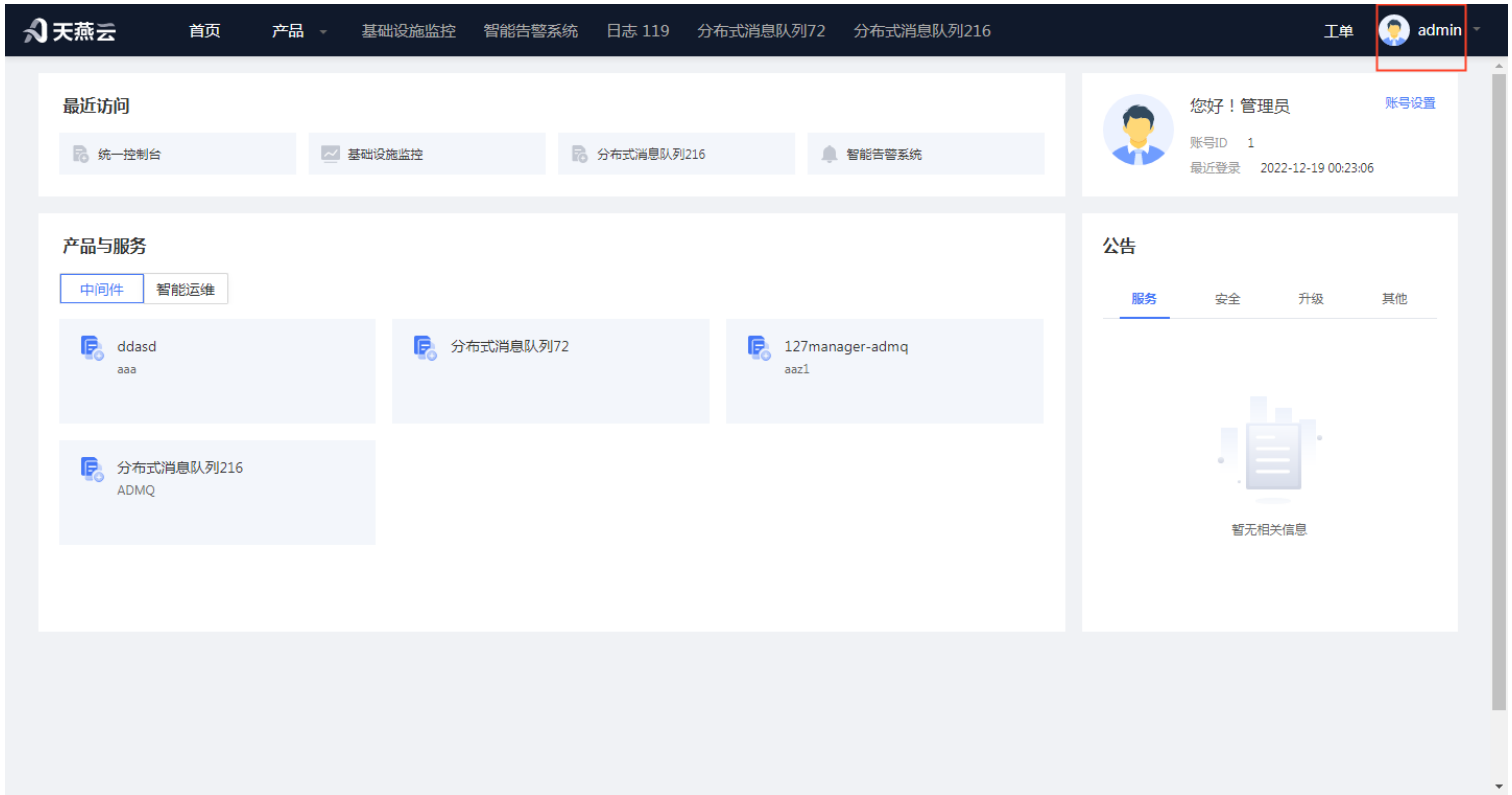 天燕云 首页 产品 基础设施监控 智能告警系统 日志 119 分布式消息队列72 分布式消息队列216 工单 admin
最近访问
统一控制台 基础设施监控 分布式消息队列216 智能告警系统
您好！管理员 账号设置
账号ID 1
最近登录 2022-12-19 00:23:06
产品与服务
中间件 智能运维
ddasd
aaa
分布式消息队列72
127manager-admq
aaz1
分布式消息队列216
ADMQ
公告
服务 安全 升级 其他
暂无相关信息